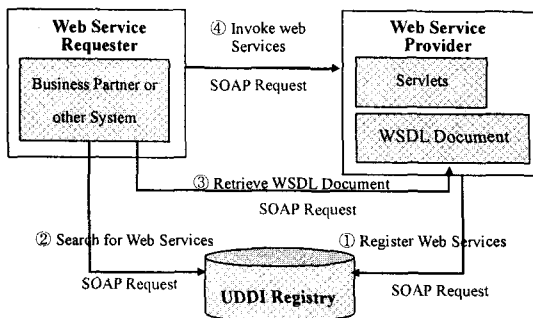 Web Service
Requester
Business Partner or
other System
④ Invoke web
Services
SOAP Request
Web Service
Provider
Servlets
WSDL Document
③ Retrieve WSDL Document
SOAP Request
② Search for Web Services
SOAP Request
① Register Web Services
SOAP Request
UDDI Registry